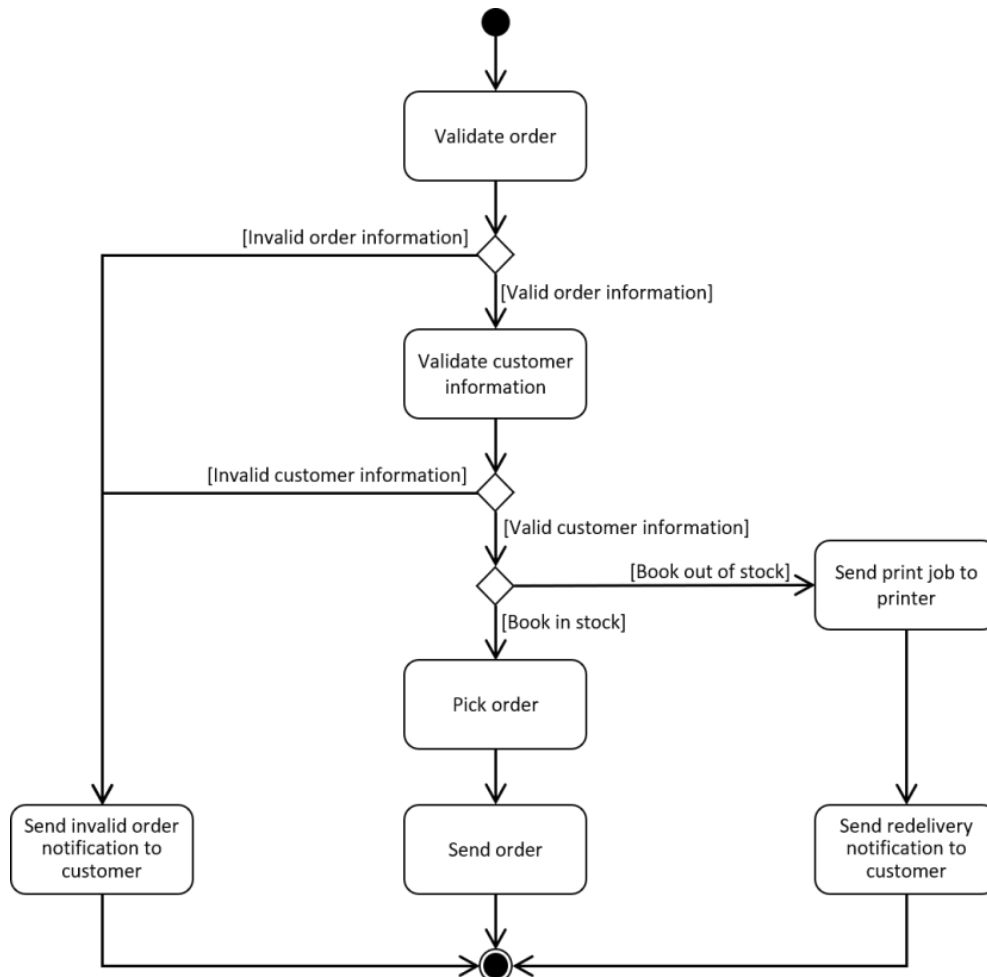 Validate order
[Invalid order information]
[Valid order information]
Validate customer
information
[Invalid customer information]
[Valid customer information]
[Book out of stock]
Send print job to
printer
[Book in stock]
Pick order
Send invalid order
notification to
customer
Send order
Send redelivery
notification to
customer